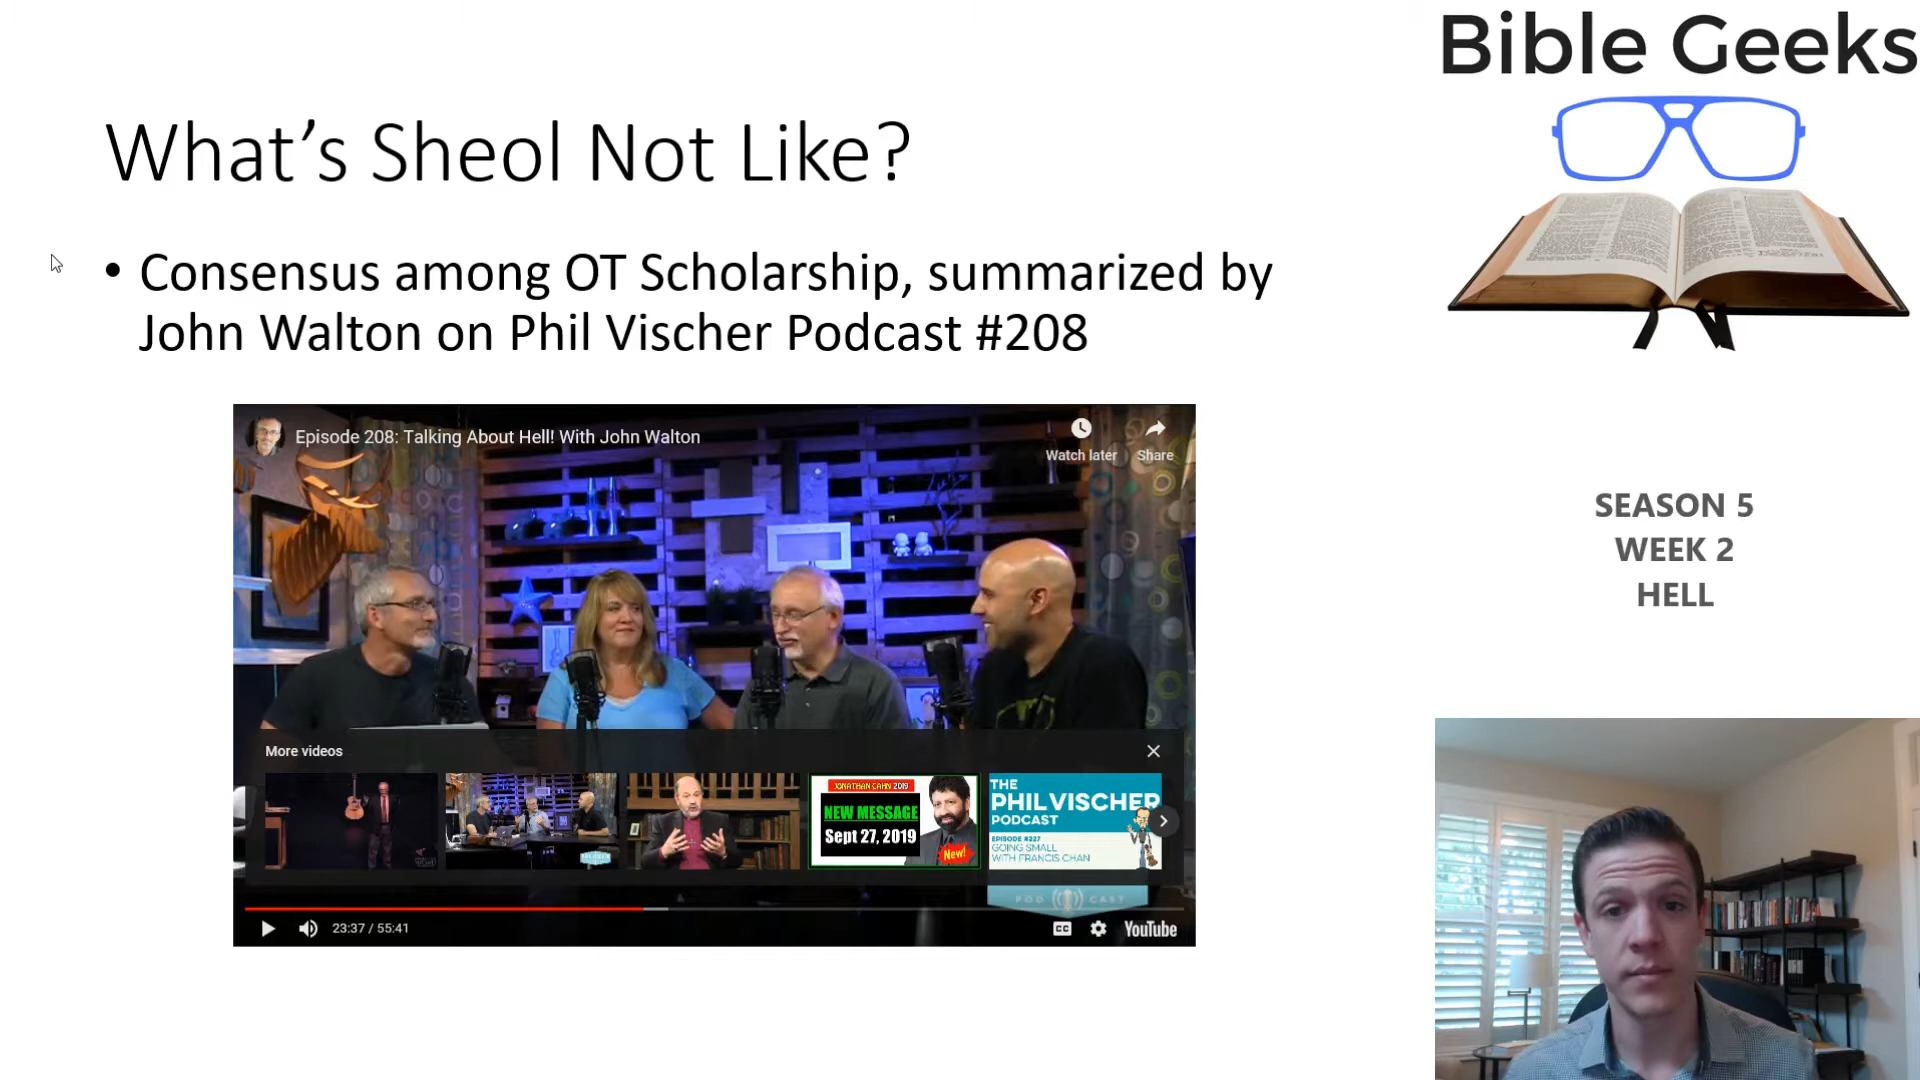 Bible Geeks
What's Sheol Not Like?
• Consensus among OT Scholarship, summarized by
John Walton on Phil Vischer Podcast #208
Episode 208: Talking About Hell! With John Walton
Watch later
Share
More videos
JONATHAN CAHN 2019
NEW MESSAGE
Sept 27, 2019
New!
THE
PHIL VISCHER
PODCAST
EPISODE #227
GOING SMALL
WITH FRANCIS CHAN
POD CAST
23:37 / 55:41
CC
YouTube
SEASON 5
WEEK 2
HELL